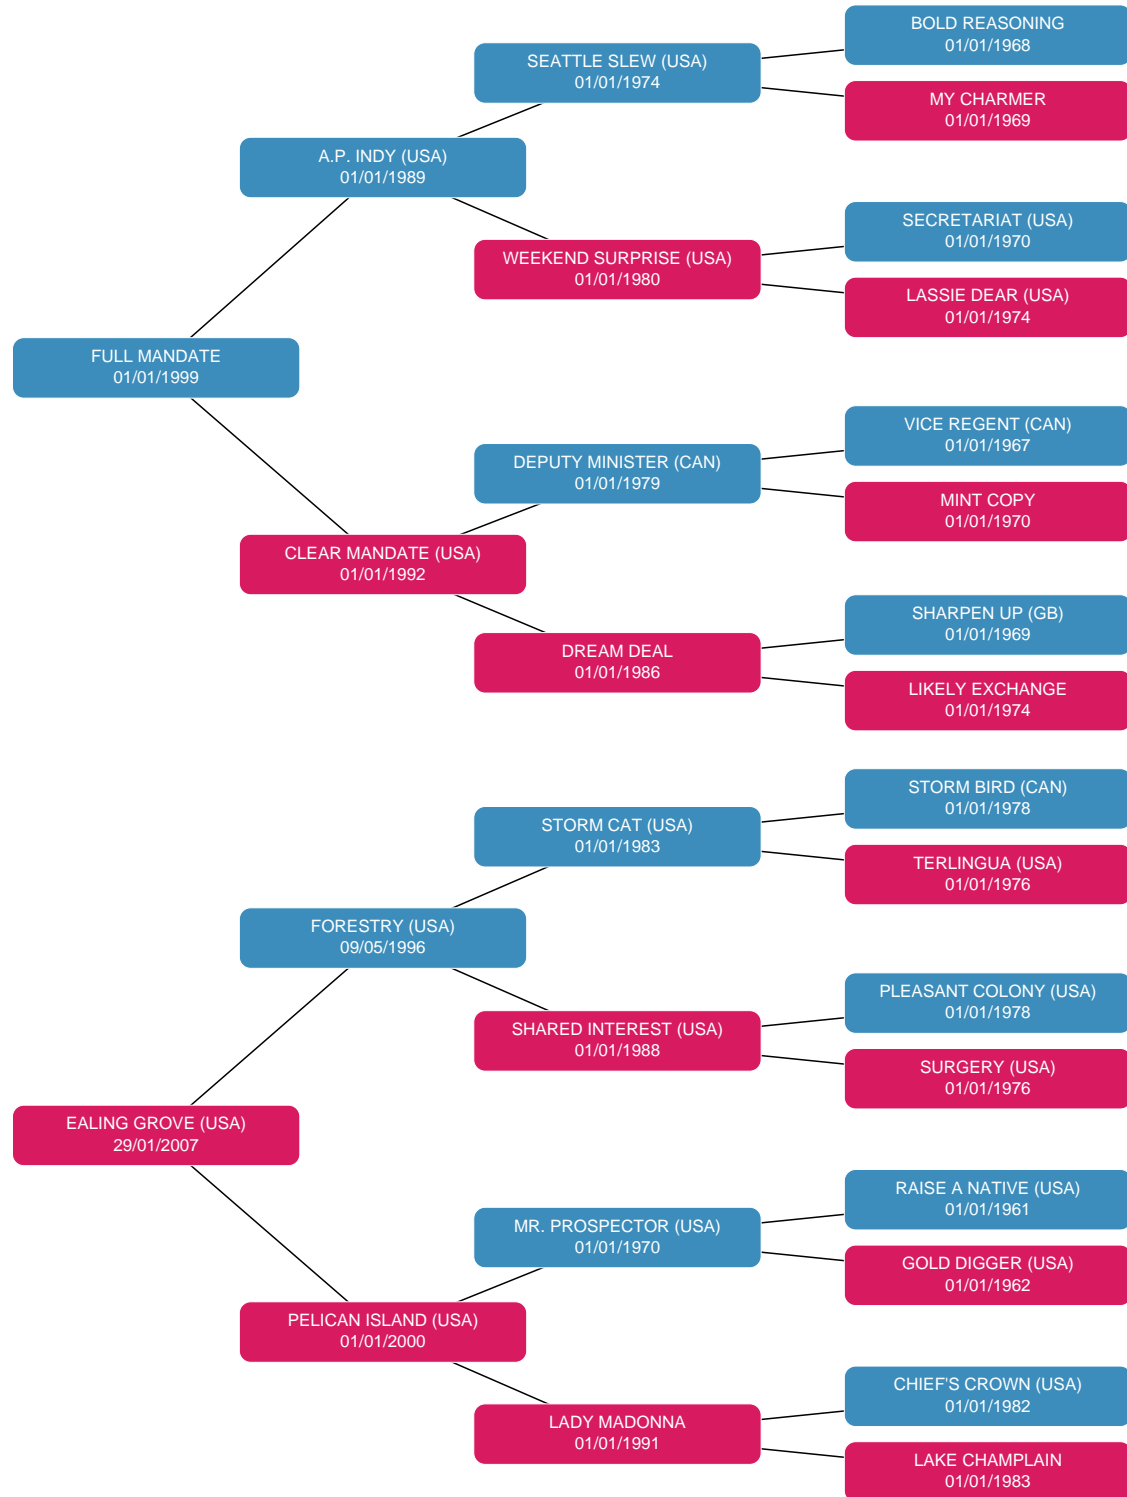 BOLD REASONING
01/01/1968
SEATTLE SLEW (USA)
01/01/1974
MY CHARMER
01/01/1969
A.P. INDY (USA)
01/01/1989
SECRETARIAT (USA)
01/01/1970
WEEKEND SURPRISE (USA)
01/01/1980
LASSIE DEAR (USA)
01/01/1974
FULL MANDATE
01/01/1999
VICE REGENT (CAN)
01/01/1967
DEPUTY MINISTER (CAN)
01/01/1979
MINT COPY
01/01/1970
CLEAR MANDATE (USA)
01/01/1992
SHARPEN UP (GB)
01/01/1969
DREAM DEAL
01/01/1986
LIKELY EXCHANGE
01/01/1974
STORM BIRD (CAN)
01/01/1978
STORM CAT (USA)
01/01/1983
TERLINGUA (USA)
01/01/1976
FORESTRY (USA)
09/05/1996
PLEASANT COLONY (USA)
01/01/1978
SHARED INTEREST (USA)
01/01/1988
SURGERY (USA)
01/01/1976
EALING GROVE (USA)
29/01/2007
RAISE A NATIVE (USA)
01/01/1961
MR. PROSPECTOR (USA)
01/01/1970
GOLD DIGGER (USA)
01/01/1962
PELICAN ISLAND (USA)
01/01/2000
CHIEF'S CROWN (USA)
01/01/1982
LADY MADONNA
01/01/1991
LAKE CHAMPLAIN
01/01/1983